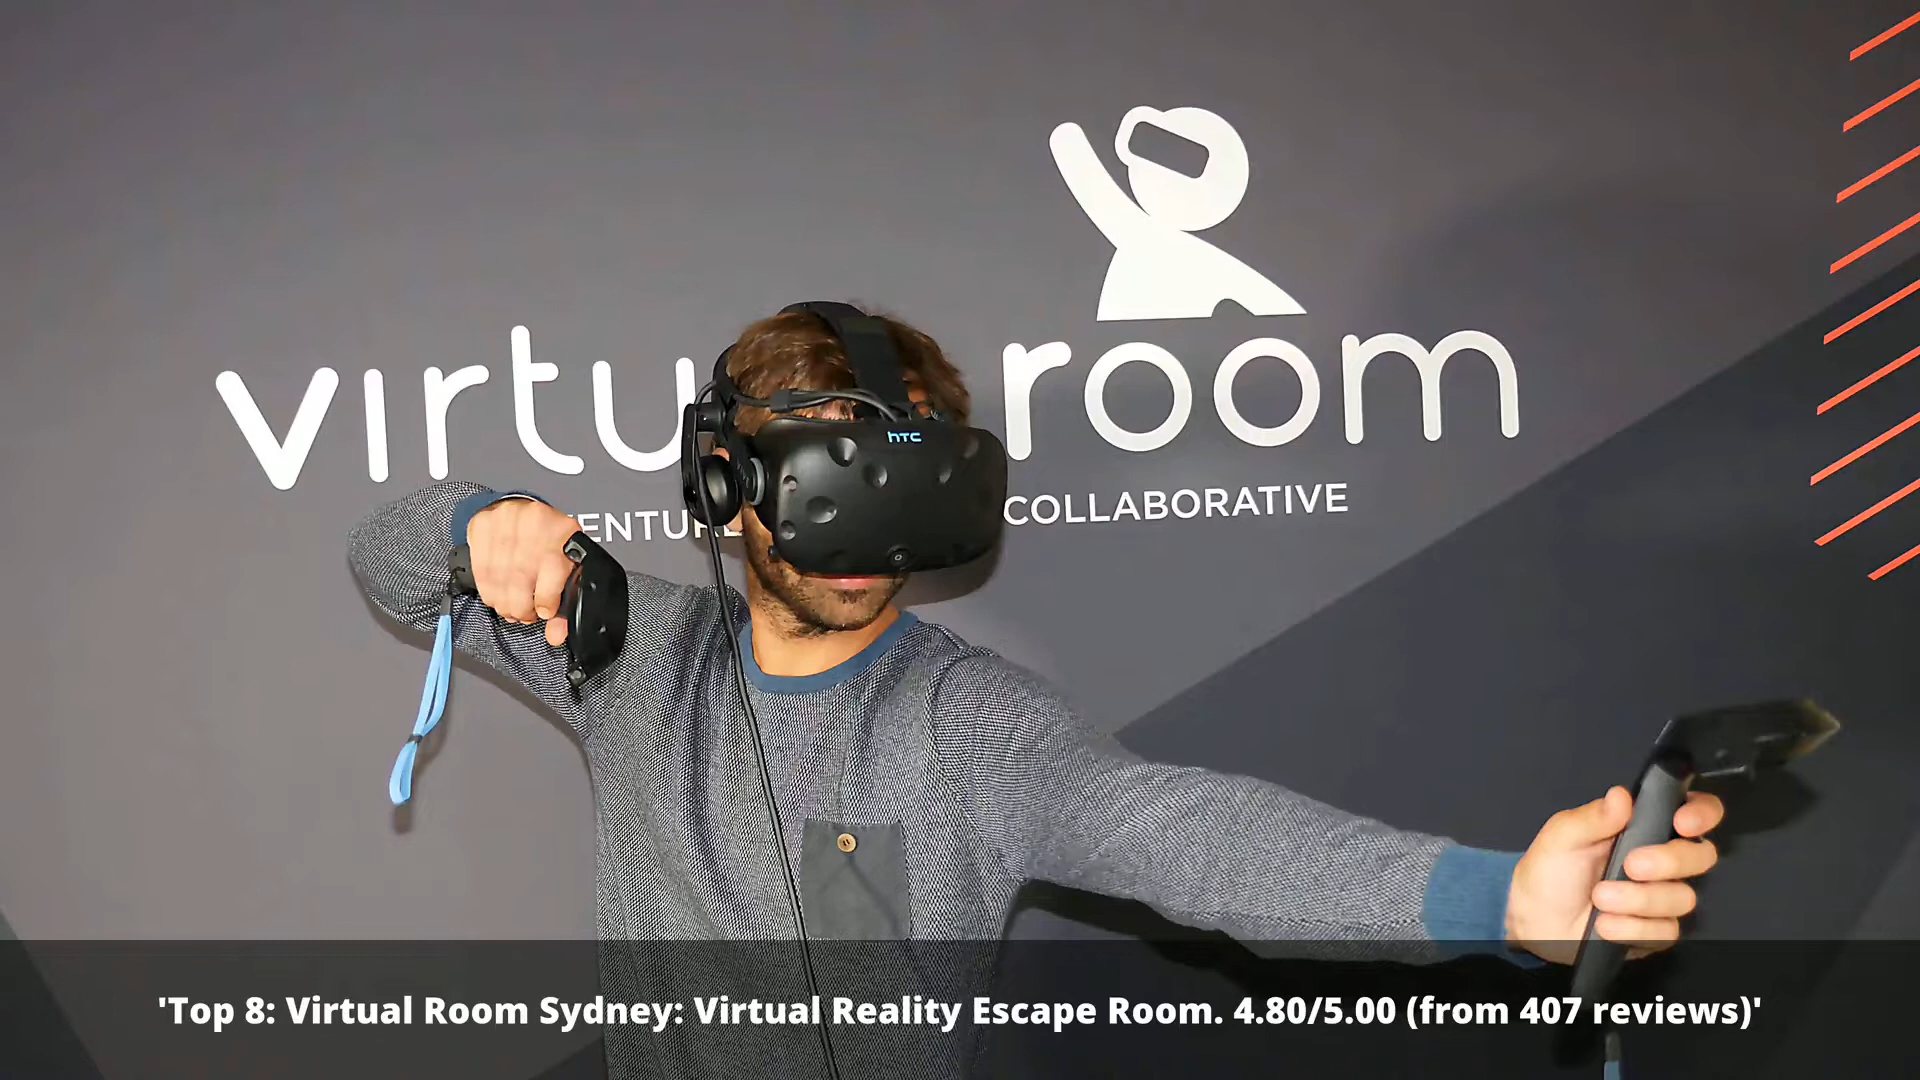 virtu room
COLLABORATIVE
htc
'Top 8: Virtual Room Sydney: Virtual Reality Escape Room. 4.80/5.00 (from 407 reviews)'